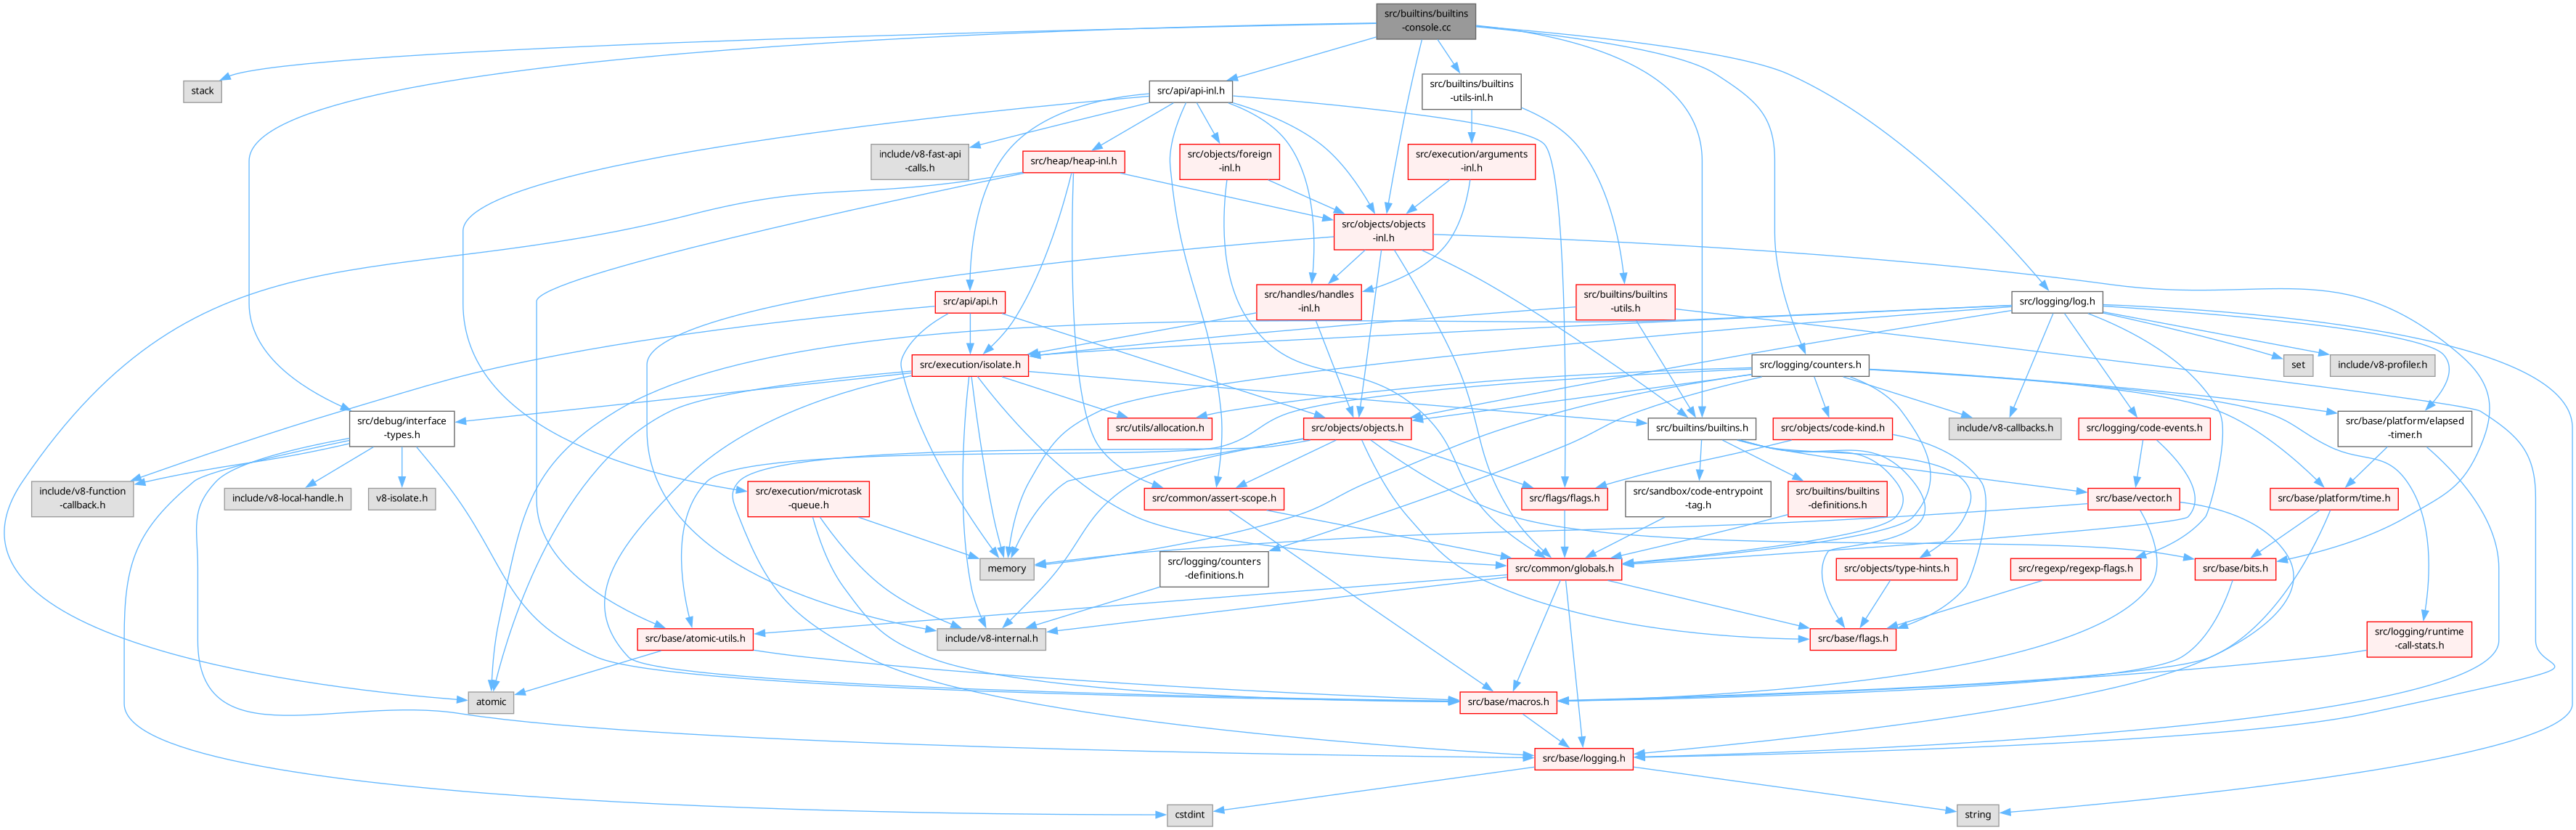 src/builtins/builtins
-console.cc
stack
src/api/api-inl.h
src/builtins/builtins
-utils-inl.h
include/v8-fast-api
-calls.h
src/heap/heap-inl.h
src/objects/foreign
-inl.h
src/execution/arguments
-inl.h
src/objects/objects
-inl.h
src/api/api.h
src/handles/handles
-inl.h
src/builtins/builtins
-utils.h
src/logging/log.h
src/execution/isolate.h
src/logging/counters.h
set
include/v8-profiler.h
src/debug/interface
-types.h
src/utils/allocation.h
src/objects/objects.h
src/builtins/builtins.h
src/objects/code-kind.h
include/v8-callbacks.h
src/logging/code-events.h
src/base/platform/elapsed
-timer.h
include/v8-function
-callback.h
include/v8-local-handle.h
v8-isolate.h
src/execution/microtask
-queue.h
src/common/assert-scope.h
src/flags/flags.h
src/sandbox/code-entrypoint
-tag.h
src/builtins/builtins
-definitions.h
src/base/vector.h
src/base/platform/time.h
memory
src/logging/counters
-definitions.h
src/common/globals.h
src/objects/type-hints.h
src/regexp/regexp-flags.h
src/base/bits.h
src/base/atomic-utils.h
include/v8-internal.h
src/base/flags.h
src/logging/runtime
-call-stats.h
atomic
src/base/macros.h
src/base/logging.h
cstdint
string